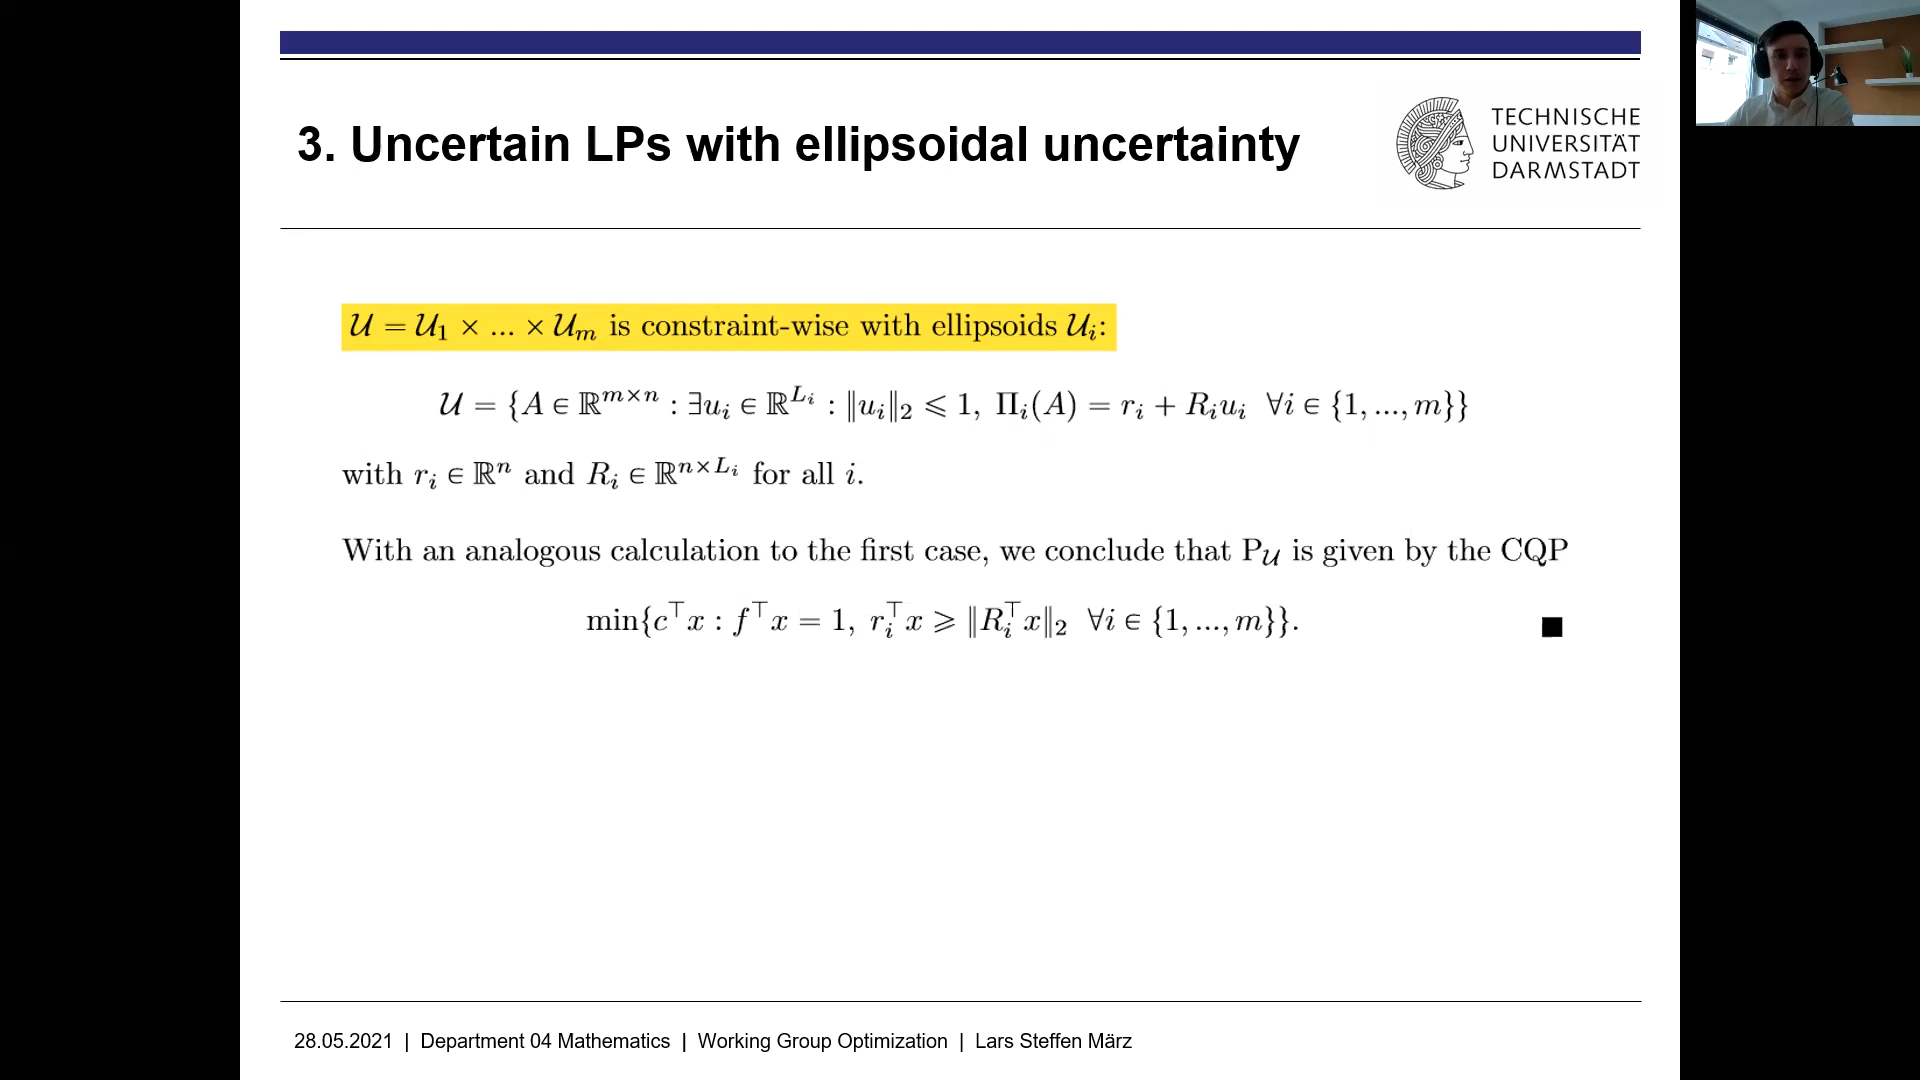 3. Uncertain LPs with ellipsoidal uncertainty
TECHNISCHE
UNIVERSITÄT
DARMSTADT
𝒰 = 𝒰₁ × ... × 𝒰ₘ is constraint-wise with ellipsoids 𝒰ᵢ:
𝒰 = {A ∈ ℝ^{m×n} : ∃uᵢ ∈ ℝ^{Lᵢ} : ‖uᵢ‖₂ ⩽ 1, Πᵢ(A) = rᵢ + Rᵢuᵢ ∀i ∈ {1, ..., m}}
with rᵢ ∈ ℝⁿ and Rᵢ ∈ ℝ^{n×Lᵢ} for all i.
With an analogous calculation to the first case, we conclude that P_𝒰 is given by the CQP
min{c^⊤x : f^⊤x = 1, rᵢ^⊤x ⩾ ‖Rᵢ^⊤x‖₂ ∀i ∈ {1, ..., m}}. ■
28.05.2021 | Department 04 Mathematics | Working Group Optimization | Lars Steffen März